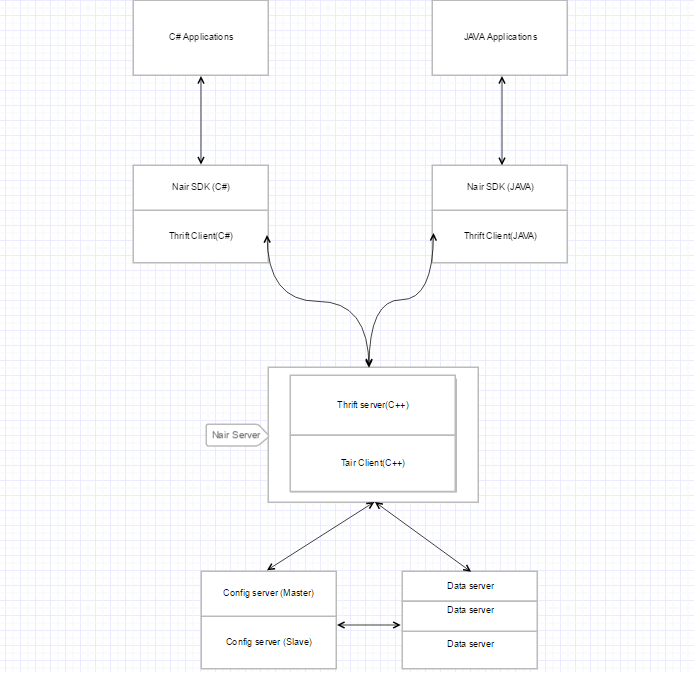 C# Applications
JAVA Applications
Nair SDK (C#)
Nair SDK (JAVA)
Thrift Client(C#)
Thrift Client(JAVA)
Thrift server(C++)
Nair Server
Tair Client(C++)
Config server (Master)
Data server
Data server
Config server (Slave)
Data server